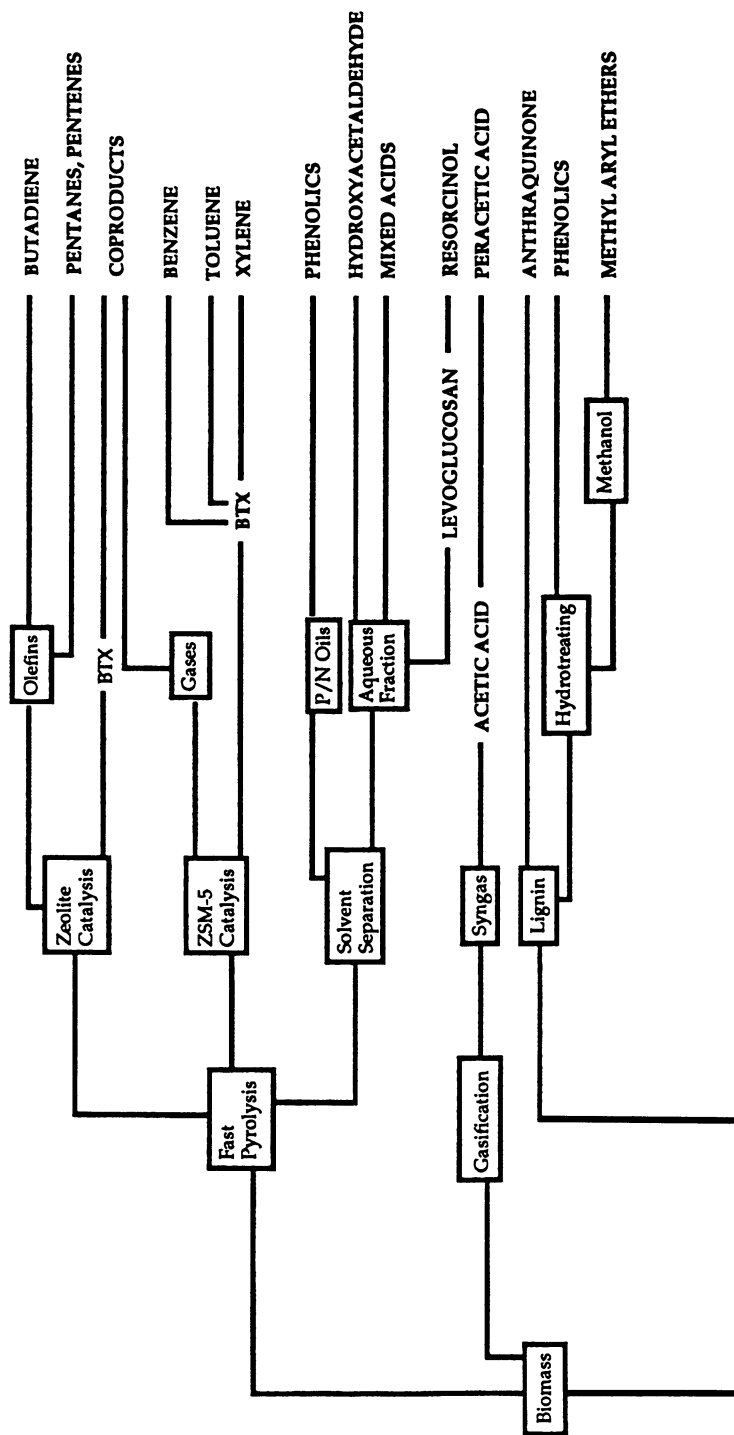 BUTADIENE
PENTANES, PENTENES
COPRODUCTS
BENZENE
TOLUENE
XYLENE
PHENOLICS
HYDROXYACETALDEHYDE
MIXED ACIDS
RESORCINOL
PERACETIC ACID
ANTHRAQUINONE
PHENOLICS
METHYL ARYL ETHERS
Olefins
BTX
Gases
BTX
P/N Oils
Aqueous
Fraction
LEVOGLUCOSAN
ACETIC ACID
Hydrotreating
Methanol
Zeolite
Catalysis
ZSM-5
Catalysis
Solvent
Separation
Syngas
Lignin
Fast
Pyrolysis
Gasification
Biomass